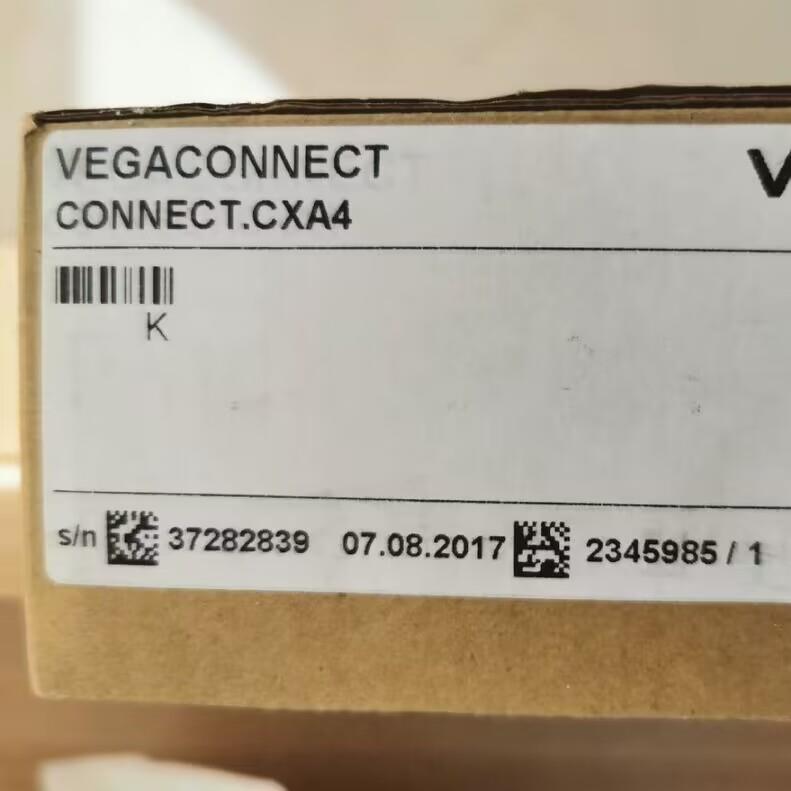 VEGACONNECT
CONNECT.CXA4
V
K
s/n 37282839 07.08.2017 2345985 / 1